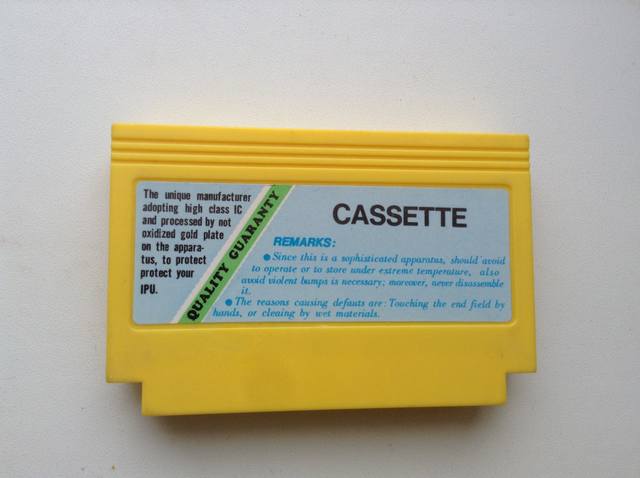 The unique manufacturer
adopting high class IC
and processed by not
oxidized gold plate
on the appara-
tus, to protect
protect your
IPU.
QUALITY GUARANTY
CASSETTE
REMARKS:
● Since this is a sophisticated apparatus, should avoid
to operate or to store under extreme temperature, also
avoid violent bumps is necessary; moreover, never disassemble
it.
● The reasons causing defauts are: Touching the end field by
hands, or cleaing by wet materials.